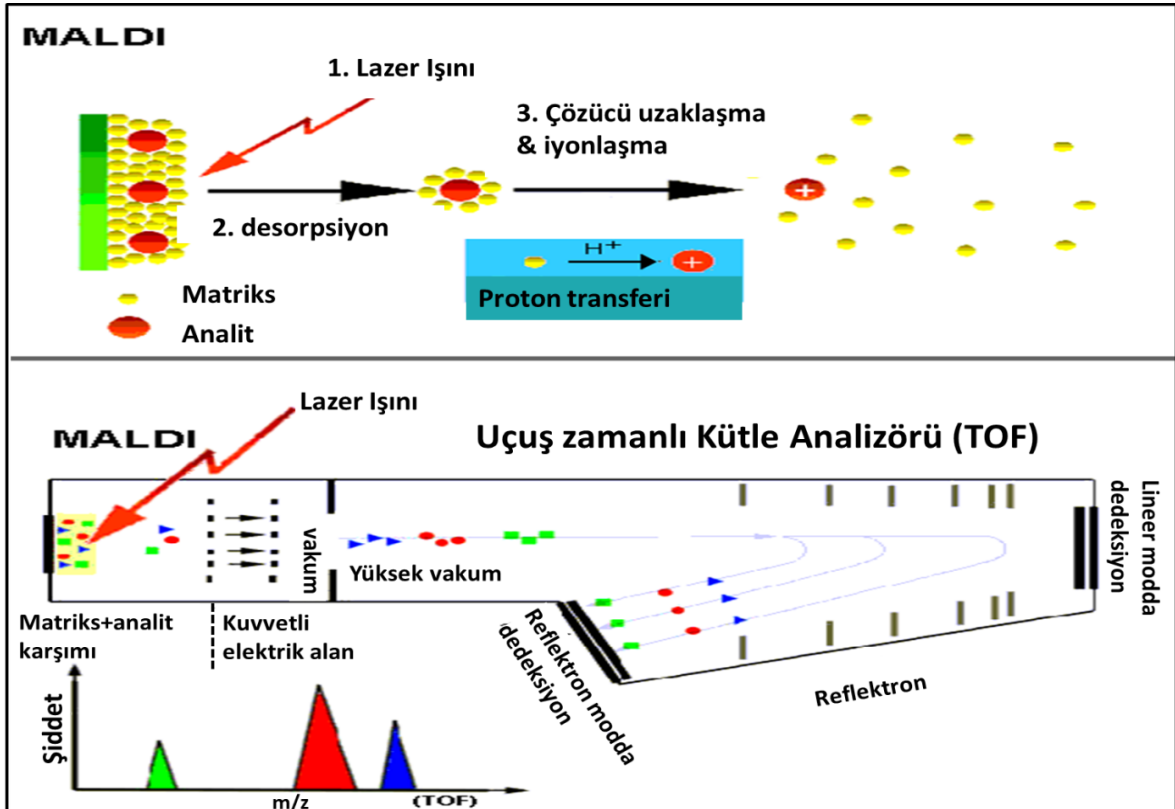 MALDI
1. Lazer Işını
3. Çözücü uzaklaşma
& iyonlaşma
2. desorpsiyon
H+
Proton transferi
Matriks
Analit
Lazer Işını
MALDI
Uçuş zamanlı Kütle Analizörü (TOF)
vakum
Yüksek vakum
Lineer modda
dedeksiyon
Matriks+analit
karşımı
Kuvvetli
elektrik alan
Reflektron modda
dedeksiyon
Reflektron
Şiddet
m/z
(TOF)